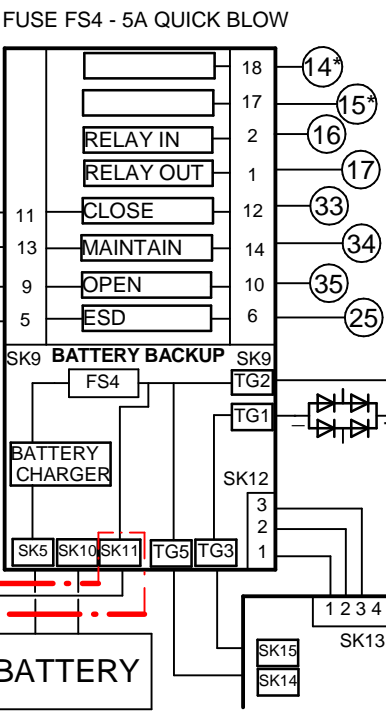 FUSE FS4 - 5A QUICK BLOW
18 14*
17 15*
RELAY IN 2 16
RELAY OUT 1 17
11 CLOSE 12 33
13 MAINTAIN 14 34
9 OPEN 10 35
5 ESD 6 25
SK9 BATTERY BACKUP SK9
FS4 TG2
TG1
BATTERY
CHARGER
SK12
3
2
1
SK5 SK10 SK11 TG5 TG3
1 2 3 4
SK13
SK15
SK14
BATTERY